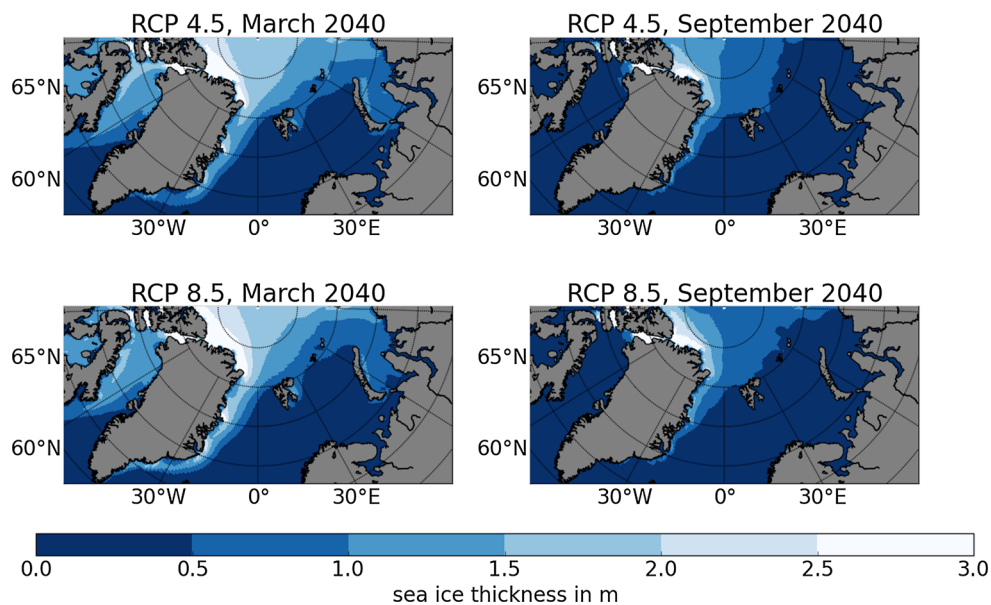 RCP 4.5, March 2040
RCP 4.5, September 2040
65°N
65°N
60°N
60°N
30°W
0°
30°E
30°W
0°
30°E
RCP 8.5, March 2040
RCP 8.5, September 2040
65°N
65°N
60°N
60°N
30°W
0°
30°E
30°W
0°
30°E
0.0
0.5
1.0
1.5
2.0
2.5
3.0
sea ice thickness in m